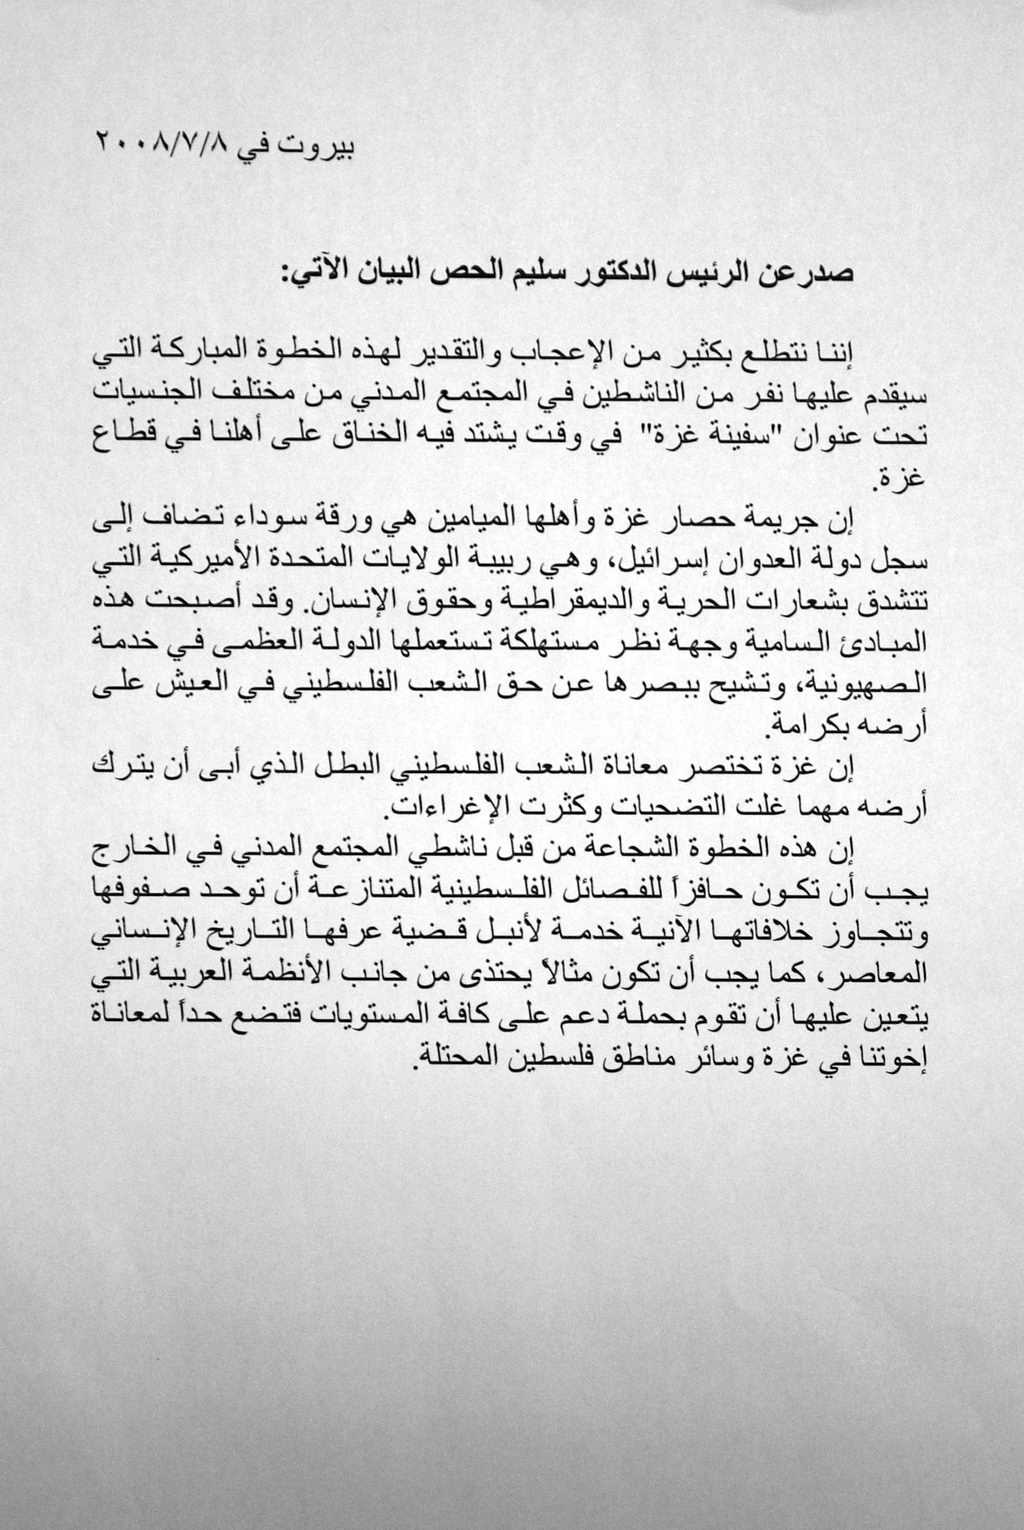 بيروت في ٢٠٠٨/٧/٨
صدر عن الرئيس الدكتور سليم الحص البيان الآتي:
إننا نتطلع بكثير من الإعجاب والتقدير لهذه الخطوة المباركة التي
سيقدم عليها نفر من الناشطين في المجتمع المدني من مختلف الجنسيات
تحت عنوان "سفينة غزة" في وقت يشتد فيه الخناق على أهلنا في قطاع
غزة.
إن جريمة حصار غزة وأهلها الميامين هي ورقة سوداء تضاف إلى
سجل دولة العدوان إسرائيل، وهي ربيبة الولايات المتحدة الأميركية التي
تتشدق بشعارات الحرية والديمقراطية وحقوق الإنسان. وقد أصبحت هذه
المبادئ السامية وجهة نظر مستهلكة تستعملها الدولة العظمى في خدمة
الصهيونية، وتشيح ببصرها عن حق الشعب الفلسطيني في العيش على
أرضه بكرامة.
إن غزة تختصر معاناة الشعب الفلسطيني البطل الذي أبى أن يترك
أرضه مهما غلت التضحيات وكثرت الإغراءات.
إن هذه الخطوة الشجاعة من قبل ناشطي المجتمع المدني في الخارج
يجب أن تكون حافزاً للفصائل الفلسطينية المتنازعة أن توحد صفوفها
وتتجاوز خلافاتها الآنية خدمة لأنبل قضية عرفها التاريخ الإنساني
المعاصر، كما يجب أن تكون مثالاً يحتذى من جانب الأنظمة العربية التي
يتعين عليها أن تقوم بحملة دعم على كافة المستويات فتضع حداً لمعاناة
إخوتنا في غزة وسائر مناطق فلسطين المحتلة.